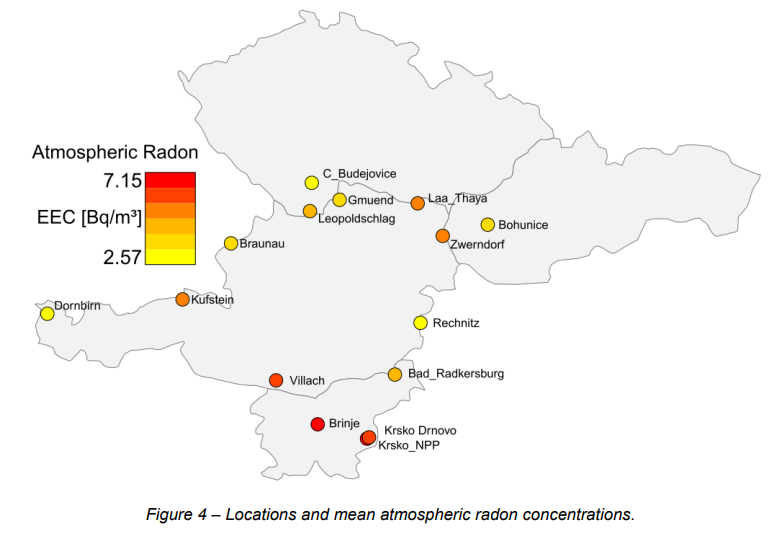 Atmospheric Radon
7.15
EEC [Bq/m³]
2.57
C_Budejovice
Gmuend
Leopoldschlag
Laa_Thaya
Bohunice
Zwerndorf
Braunau
Kufstein
Dornbirn
Rechnitz
Villach
Bad_Radkersburg
Brinje
Krsko Drnovo
Krsko_NPP
Figure 4 – Locations and mean atmospheric radon concentrations.